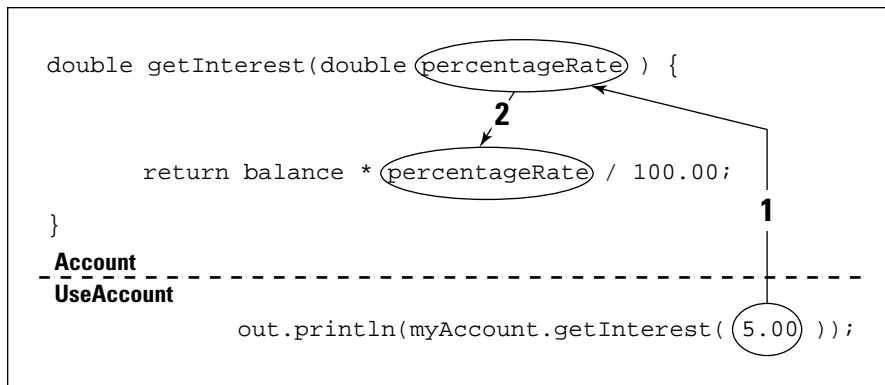 double getInterest(double percentageRate ) {
2
return balance * percentageRate / 100.00;
1
}
Account
UseAccount
out.println(myAccount.getInterest( 5.00 ));